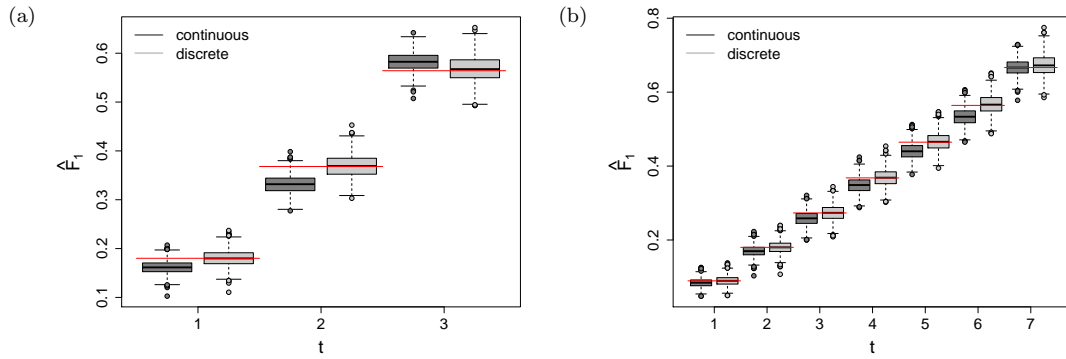 (a)
continuous
discrete
0.1 0.2 0.3 0.4 0.5 0.6
F̂₁
1 2 3
t
(b)
continuous
discrete
0.2 0.4 0.6 0.8
F̂₁
1 2 3 4 5 6 7
t